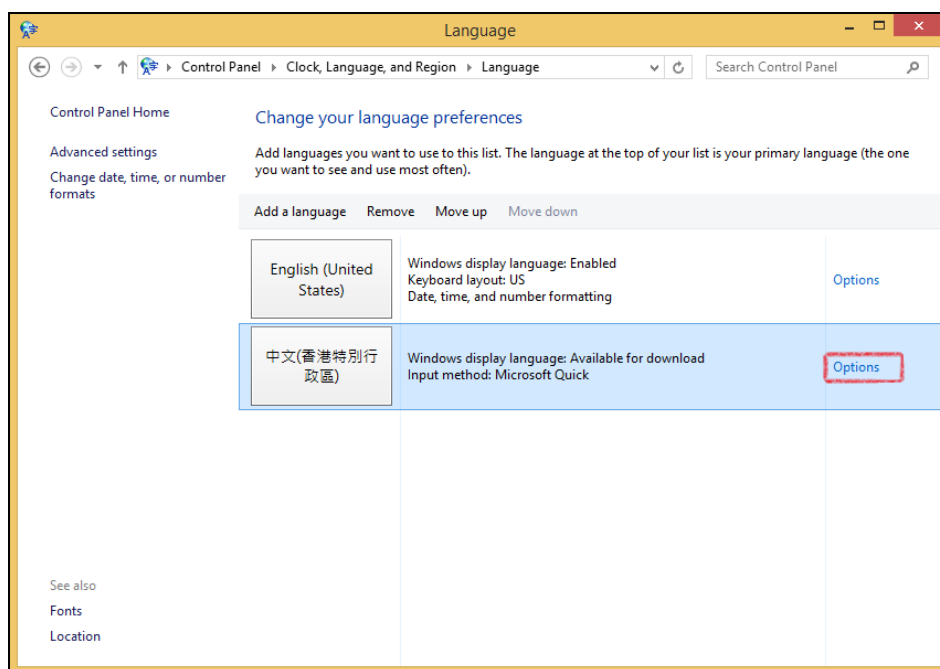 Language
Control Panel Clock, Language, and Region Language
Search Control Panel
Control Panel Home
Advanced settings
Change date, time, or number
formats
See also
Fonts
Location
Change your language preferences
Add languages you want to use to this list. The language at the top of your list is your primary language (the one
you want to see and use most often).
Add a language Remove Move up Move down
English (United
States)
Windows display language: Enabled
Keyboard layout: US
Date, time, and number formatting
Options
中文(香港特別行
政區)
Windows display language: Available for download
Input method: Microsoft Quick
Options